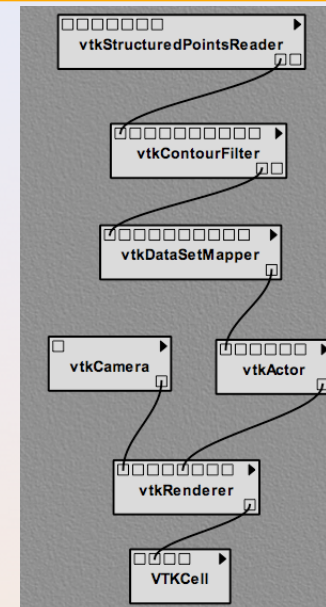 vtkStructuredPointsReader
vtkContourFilter
vtkDataSetMapper
vtkCamera
vtkActor
vtkRenderer
VTKCell